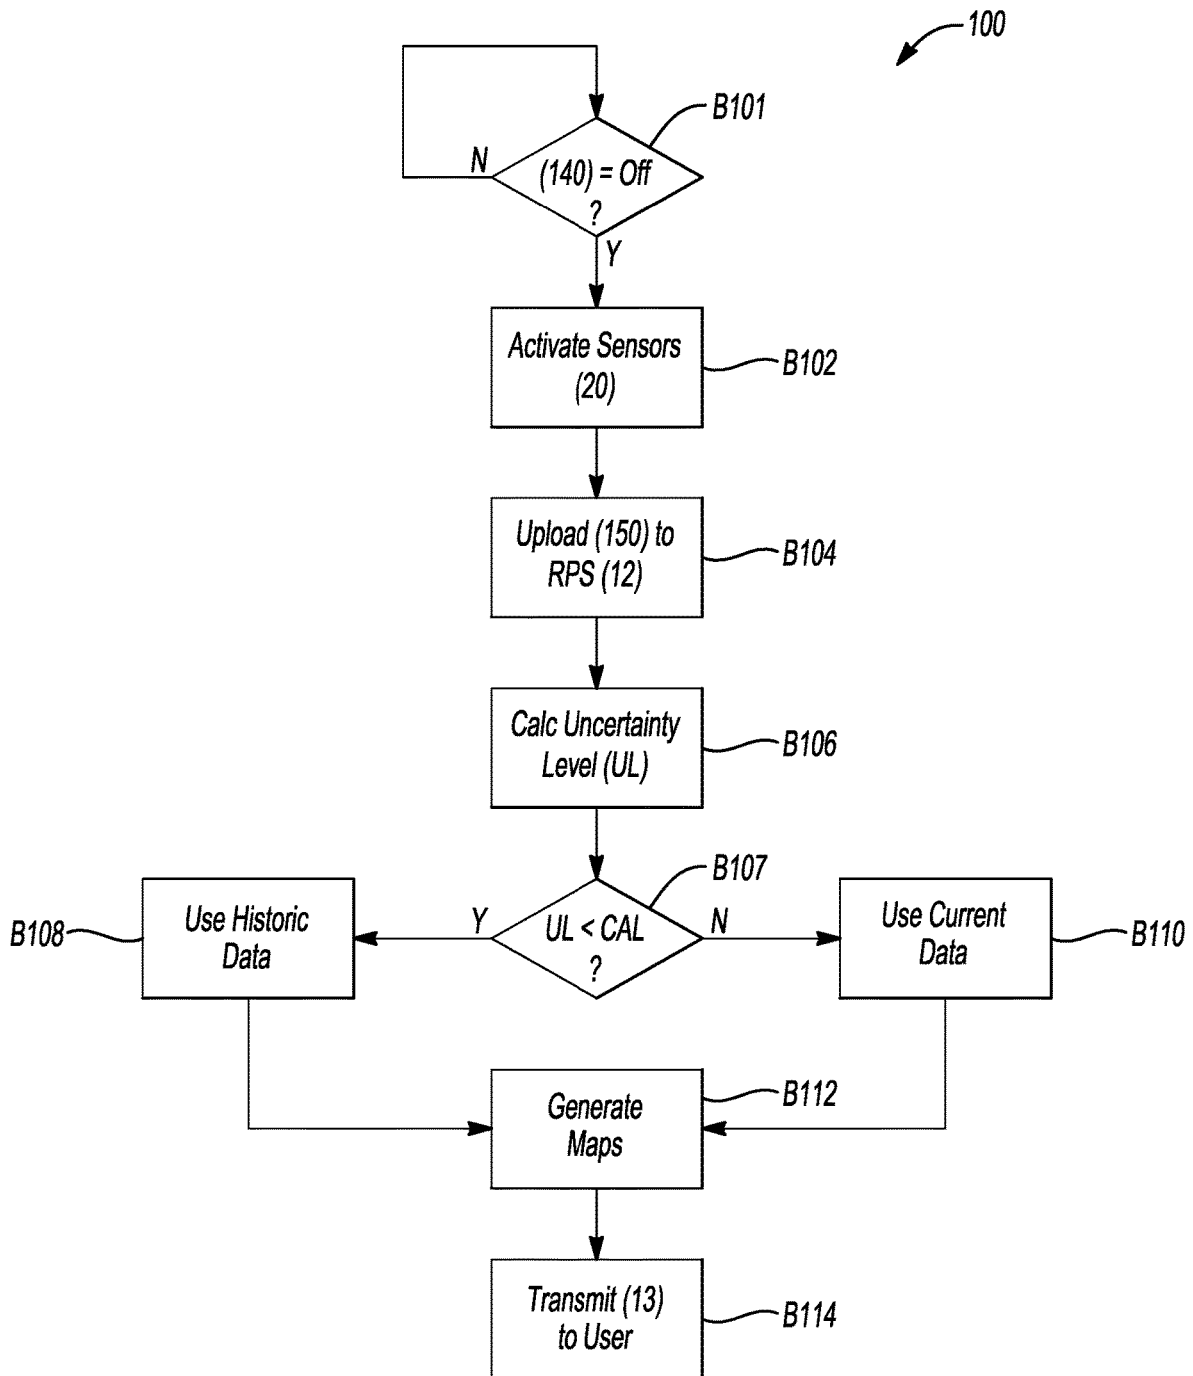 100
B101
N
(140) = Off
?
Y
Activate Sensors
(20)
B102
Upload (150) to
RPS (12)
B104
Calc Uncertainty
Level (UL)
B106
B107
B108
Use Historic
Data
Y
UL < CAL
?
N
Use Current
Data
B110
Generate
Maps
B112
Transmit (13)
to User
B114